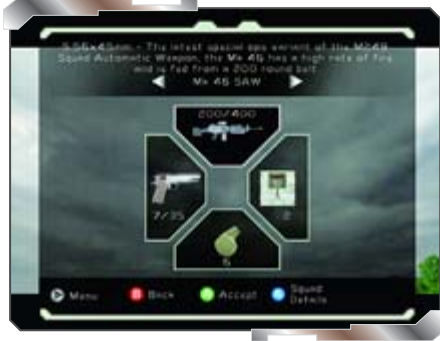 5.56x45mm - The latest special ops variant of the M249
Squad Automatic Weapon, the Mk 46 has a high rate of fire
and is fed from a 200 round belt
Mk 46 SAW
200/400
7/35
2
6
Menu
Back
Accept
Squad
Details